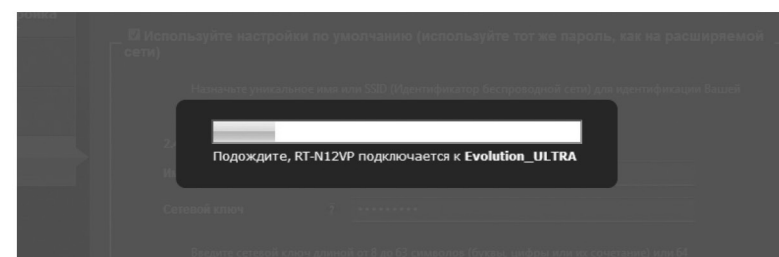 Используйте настройки по умолчанию (используйте тот же пароль, как на расширяемой
сети)
Назначьте уникальное имя или SSID (Идентификатор беспроводной сети) для идентификации Вашей
Подождите, RT-N12VP подключается к Evolution_ULTRA
Сетевой ключ ? *********
Введите сетевой ключ длиной от 8 до 63 символов (буквы, цифры или их сочетание) или 64